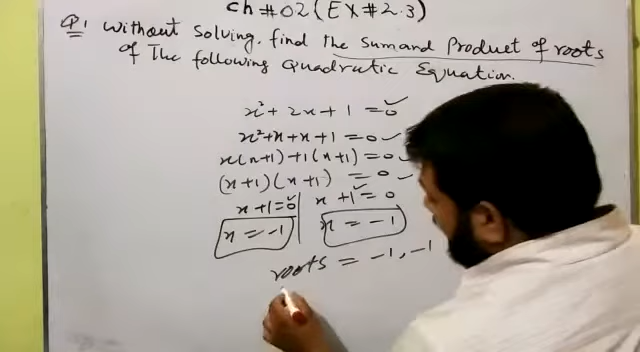 ch # 02 (EX # 2.3)
Q1 Without Solving, find the Sum and Product of roots
of The following Quadratic Equation.
x² + 2x + 1 = 0
x² + x + x + 1 = 0
x(x+1) + 1(x+1) = 0
(x+1)(x+1) = 0
x+1=0 | x+1 = 0
x = -1 | x = -1
roots = -1, -1